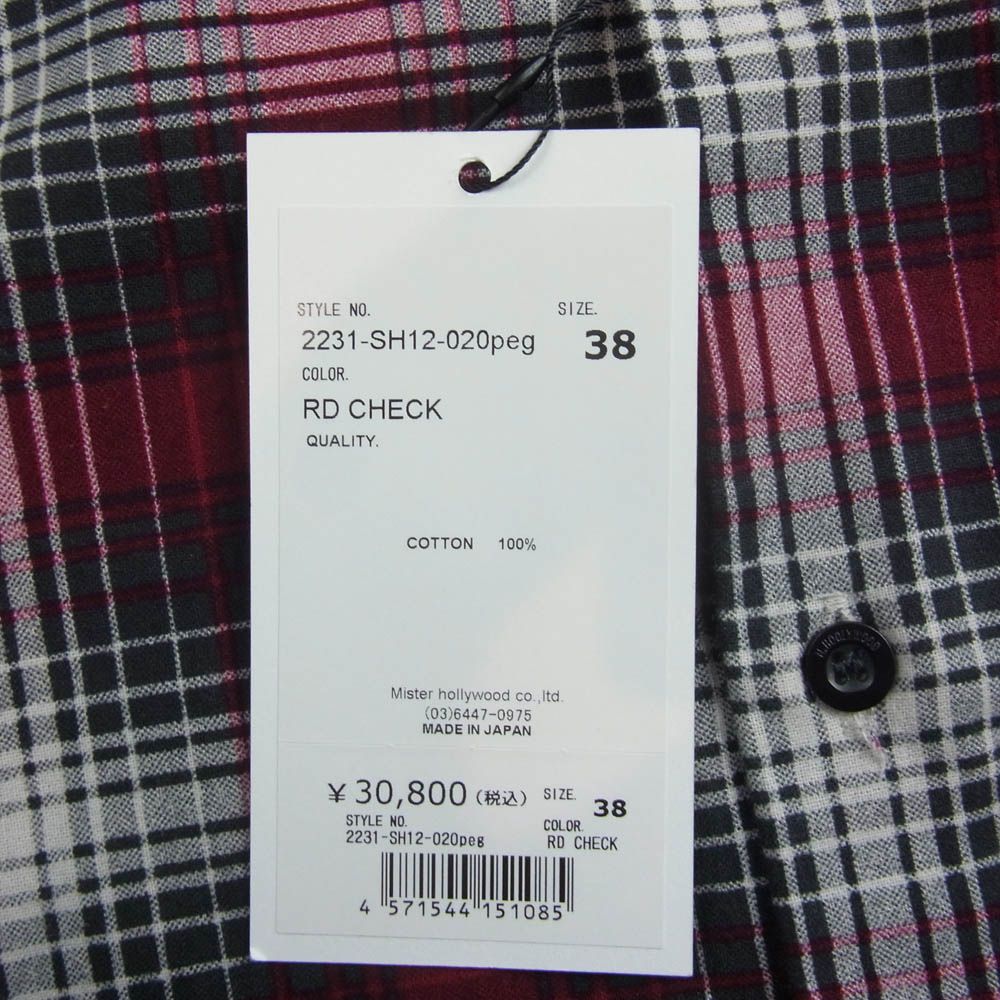 STYLE NO. SIZE.
2231-SH12-020peg 38
COLOR.
RD CHECK
QUALITY.
COTTON 100%
Mister hollywood co.,ltd.
(03)6447-0975
MADE IN JAPAN
¥ 30,800 (税込) SIZE. 38
STYLE NO. COLOR.
2231-SH12-020peg RD CHECK
4 571544 151085
N.HOOLYWOOD